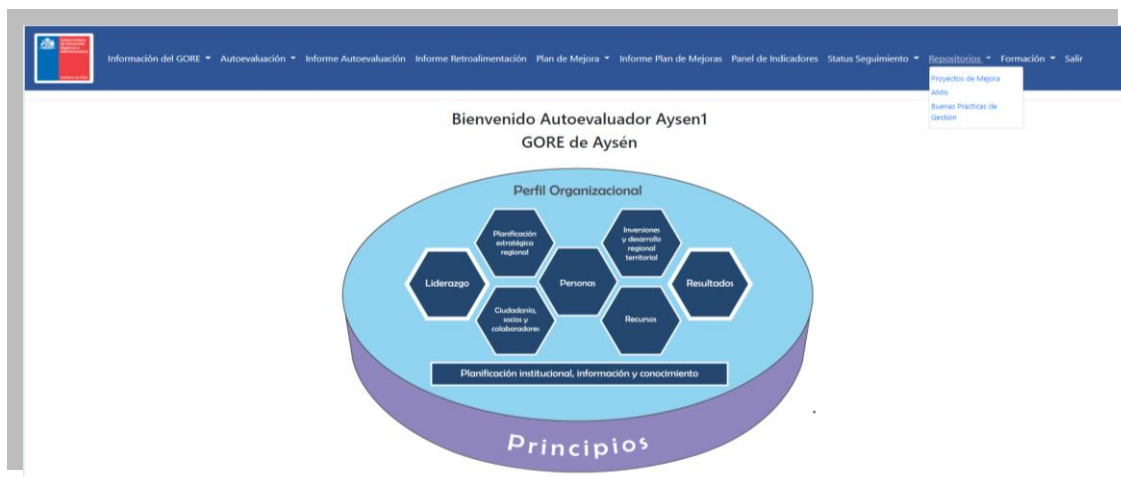 Información del GORE
Autoevaluación
Informe Autoevaluación
Informe Retroalimentación
Plan de Mejora
Informe Plan de Mejoras
Panel de Indicadores
Status Seguimiento
Repositorios
Formación
Salir
Proyectos de Mejora
AMIs
Buenas Practicas de
Gestión
Bienvenido Autoevaluador Aysen1
GORE de Aysén
Perfil Organizacional
Planificación
estratégica
regional
Inversiones
y desarrollo
regional
territorial
Liderazgo
Personas
Resultados
Ciudadanía,
socios y
colaboradores
Recursos
Planificación institucional, información y conocimiento
Principios